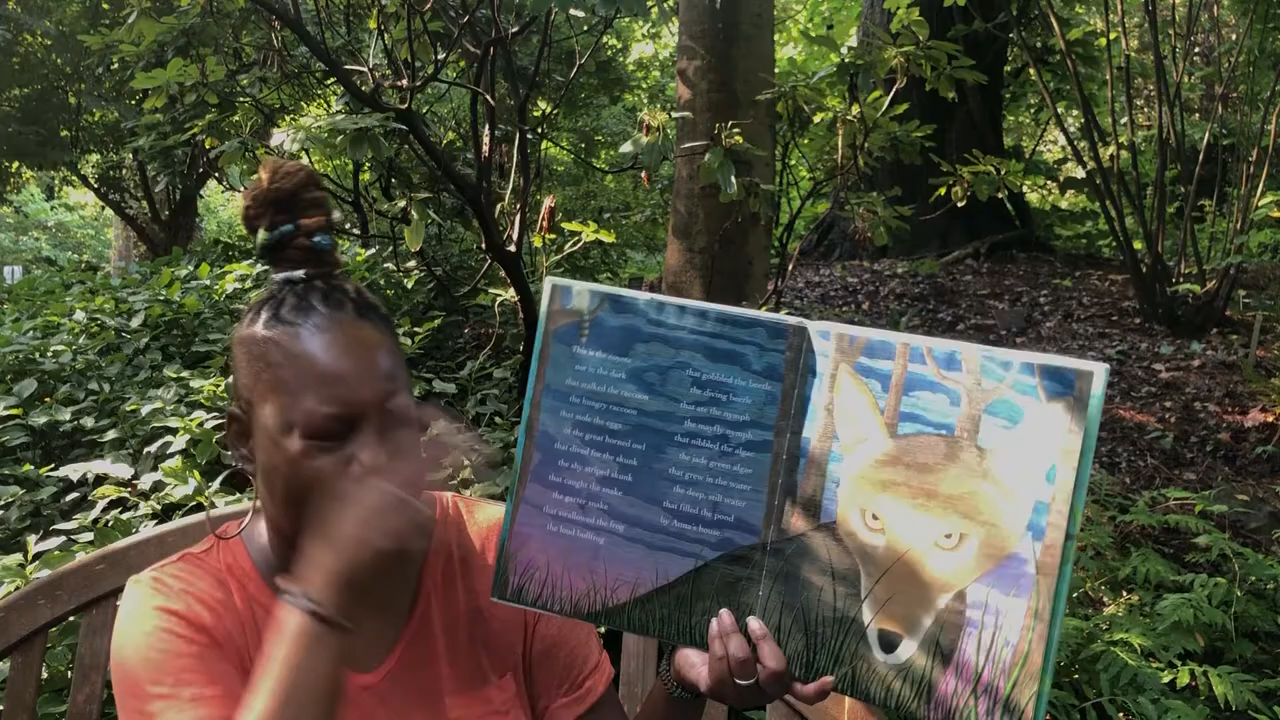 This is the coyote
out in the dark
that stalked the raccoon
the hungry raccoon
that stole the eggs
of the great horned owl
that dived for the skunk
the shy striped skunk
that caught the snake
the garter snake
that swallowed the frog
the loud bullfrog
that gobbled the beetle
the diving beetle
that ate the nymph
the mayfly nymph
that nibbled the algae
the jade green algae
that grew in the water
the deep, still water
that filled the pond
by Anna's house.